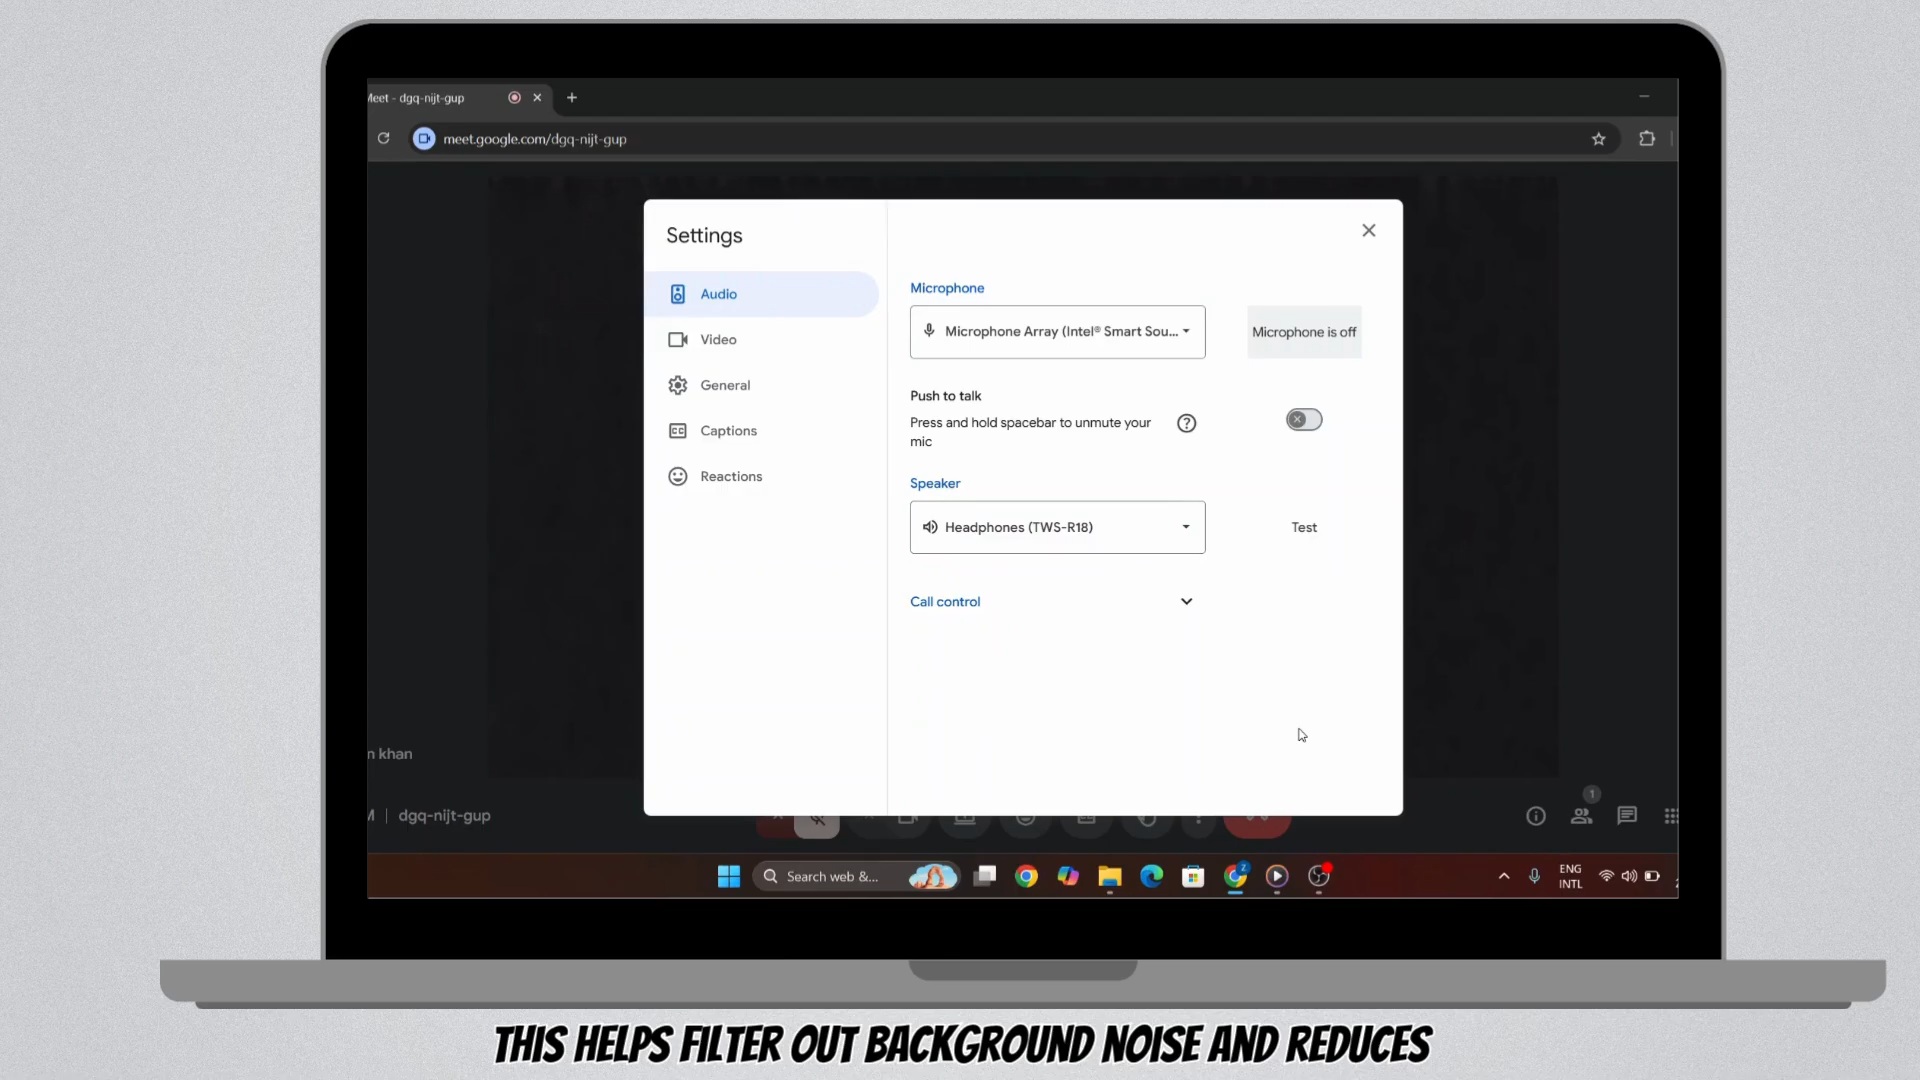 Meet - dgq-nijt-gup
meet.google.com/dgq-nijt-gup
Settings
Audio
Video
General
Captions
Reactions
Microphone
Microphone Array (Intel® Smart Sou...
Microphone is off
Push to talk
Press and hold spacebar to unmute your
mic
Speaker
Headphones (TWS-R18)
Test
Call control
n khan
M | dgq-nijt-gup
1
Search web &...
ENG
INTL
THIS HELPS FILTER OUT BACKGROUND NOISE AND REDUCES